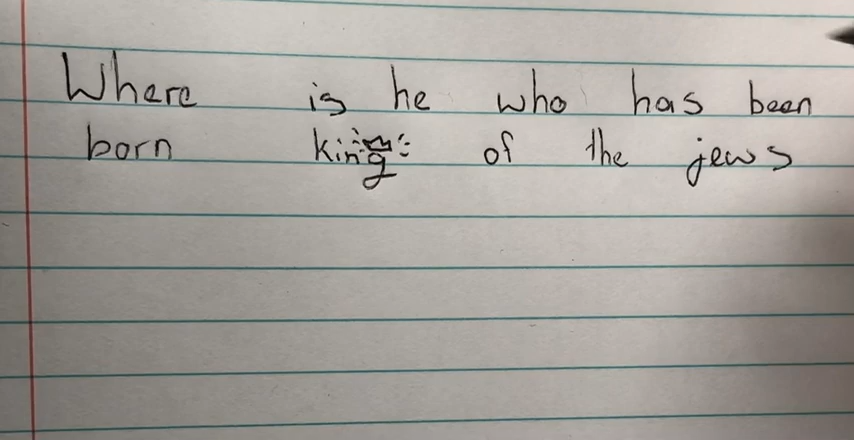 Where is he who has been
born king of the jews